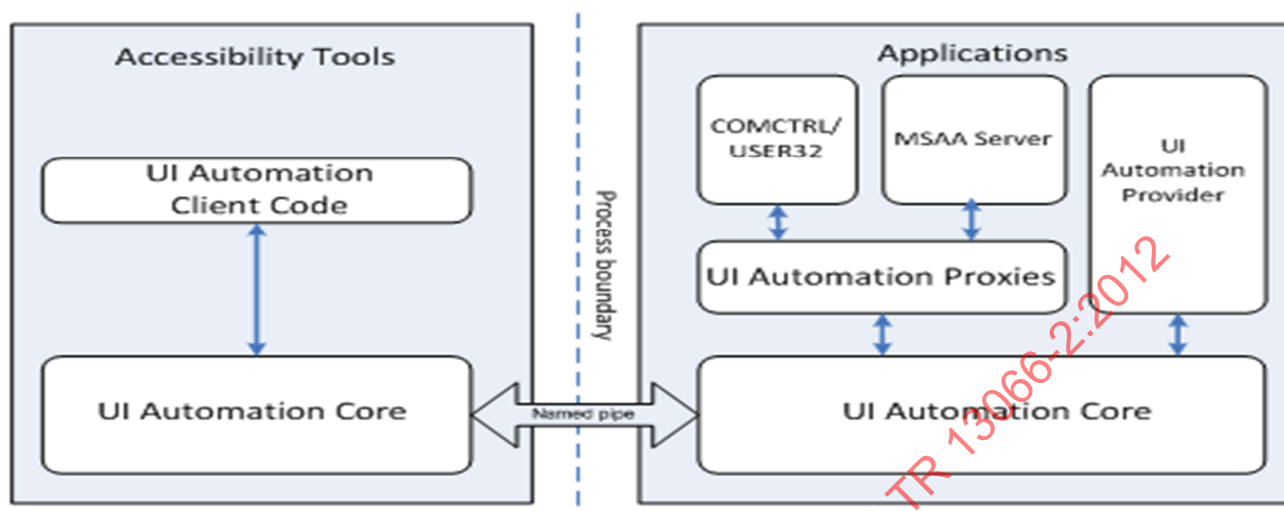 Accessibility Tools
UI Automation
Client Code
UI Automation Core
Process boundary
Named pipe
Applications
COMCTRL/
USER32
MSAA Server
UI
Automation
Provider
UI Automation Proxies
UI Automation Core
TR 13066-2:2012